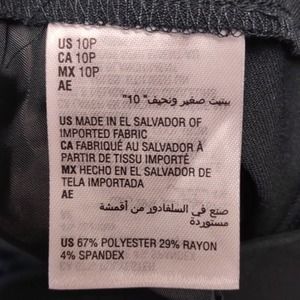 US 10P
CA 10P
MX 10P
AE
بيتيت صغير ونحيف" 10"
US MADE IN EL SALVADOR OF
IMPORTED FABRIC
CA FABRIQUÉ AU SALVADOR À
PARTIR DE TISSU IMPORTÉ
MX HECHO EN EL SALVADOR DE
TELA IMPORTADA
AE
صنع في السلفادور من أقمشة
مستوردة
US 67% POLYESTER 29% RAYON
4% SPANDEX